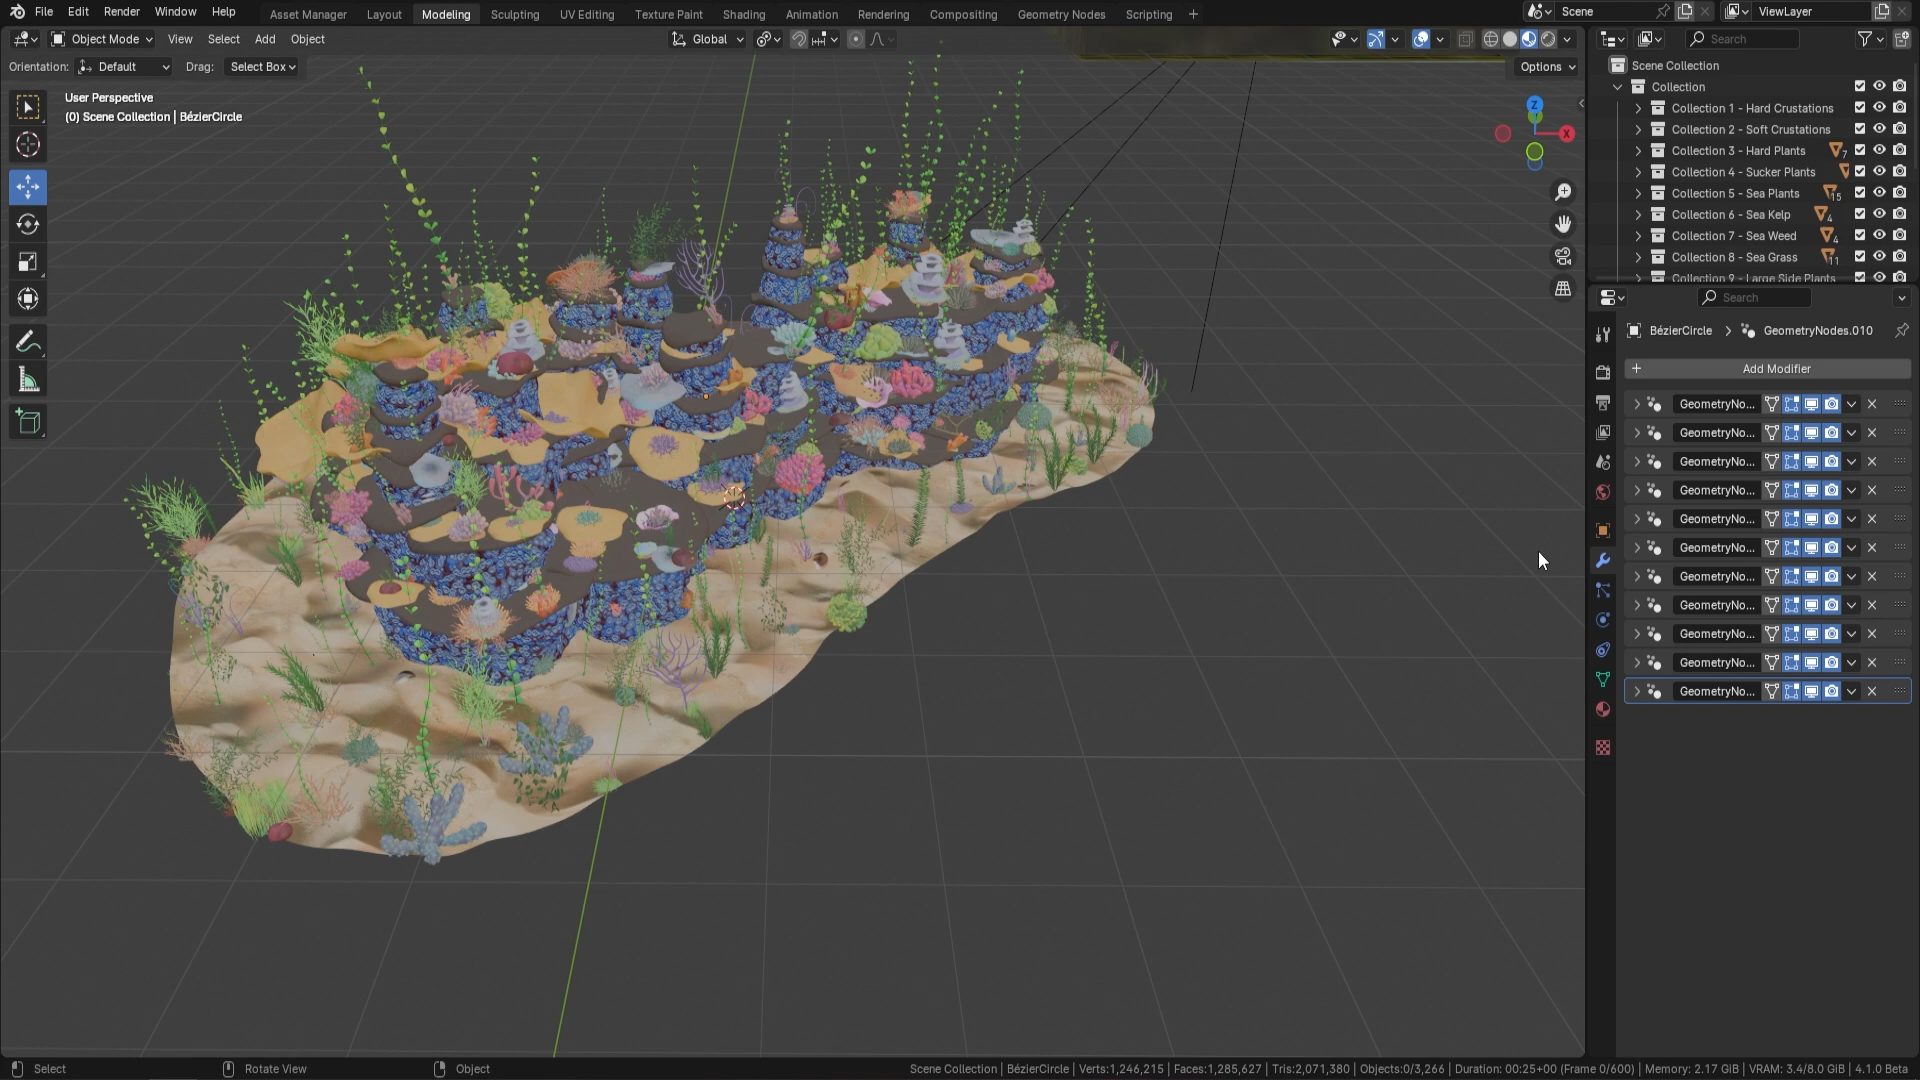 File Edit Render Window Help
Asset Manager Layout Modeling Sculpting UV Editing Texture Paint Shading Animation Rendering Compositing Geometry Nodes Scripting +
Scene
ViewLayer
Object Mode View Select Add Object
Global
Orientation: Default Drag: Select Box
Options
User Perspective
(0) Scene Collection | BézierCircle
Z
X
Search
Scene Collection
Collection
Collection 1 - Hard Crustations
Collection 2 - Soft Crustations
Collection 3 - Hard Plants 7
Collection 4 - Sucker Plants
Collection 5 - Sea Plants 15
Collection 6 - Sea Kelp 4
Collection 7 - Sea Weed 4
Collection 8 - Sea Grass 11
Collection 9 - Large Side Plants
Search
BézierCircle > GeometryNodes.010
+ Add Modifier
GeometryNo...
GeometryNo...
GeometryNo...
GeometryNo...
GeometryNo...
GeometryNo...
GeometryNo...
GeometryNo...
GeometryNo...
GeometryNo...
GeometryNo...
Select
Rotate View
Object
Scene Collection | BézierCircle | Verts:1,246,215 | Faces:1,285,627 | Tris:2,071,380 | Objects:0/3,266 | Duration: 00:25+00 (Frame 0/600) | Memory: 2.17 GiB | VRAM: 3.4/8.0 GiB | 4.1.0 Beta